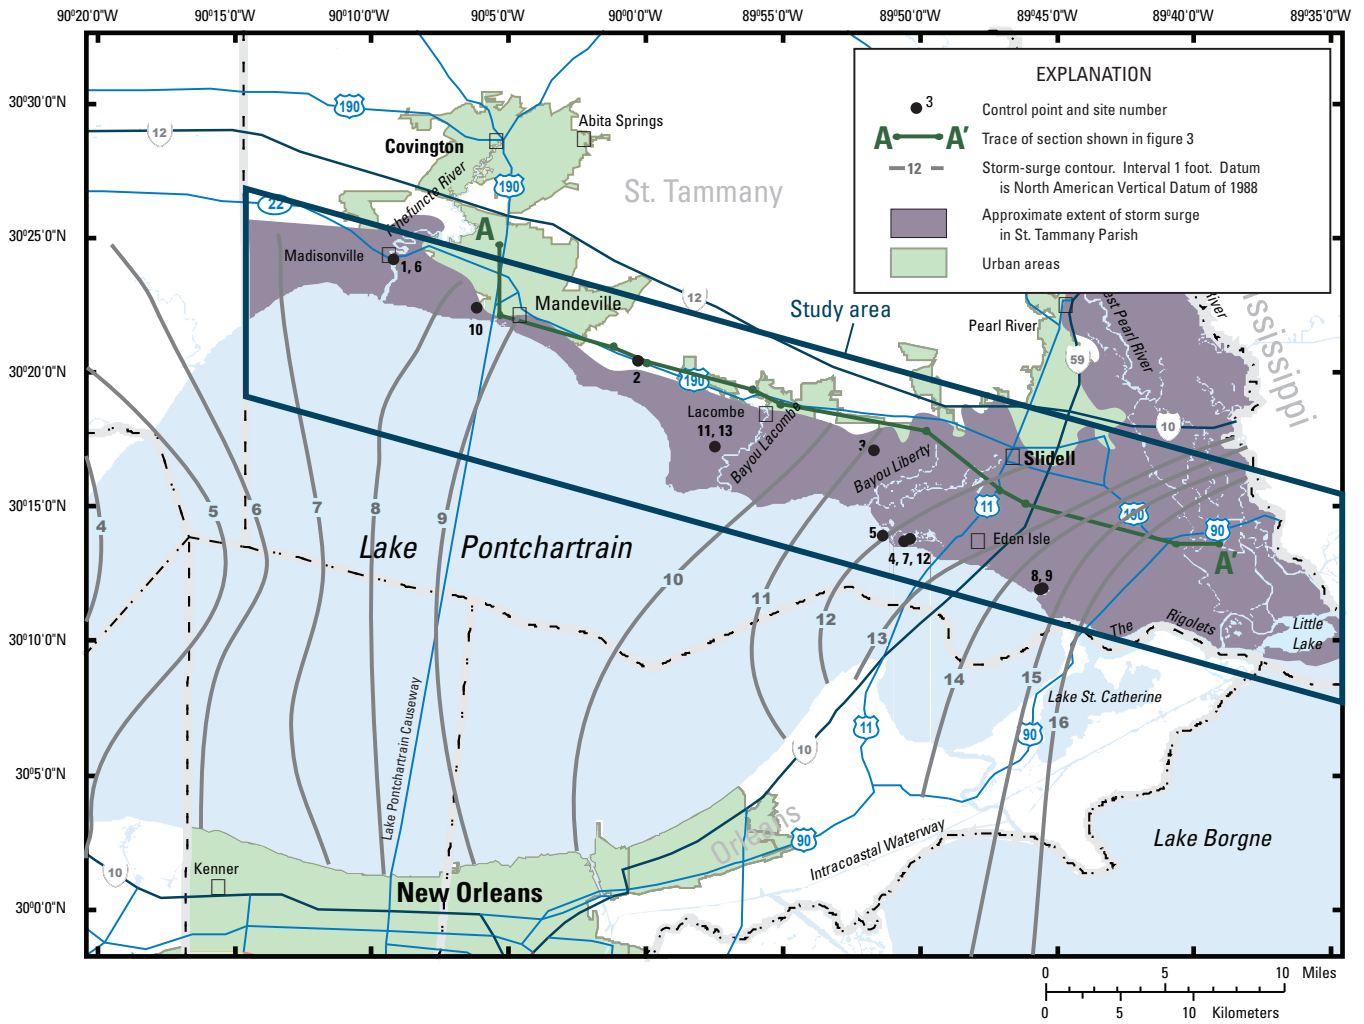 90°20'0"W 90°15'0"W 90°10'0"W 90°5'0"W 90°0'0"W 89°55'0"W 89°50'0"W 89°45'0"W 89°40'0"W 89°35'0"W
30°30'0"N
30°25'0"N
30°20'0"N
30°15'0"N
30°10'0"N
30°5'0"N
30°0'0"N
EXPLANATION
3
Control point and site number
A A'
Trace of section shown in figure 3
12
Storm-surge contour. Interval 1 foot. Datum
is North American Vertical Datum of 1988
Approximate extent of storm surge
in St. Tammany Parish
Urban areas
190
Abita Springs
12
Covington
190
St. Tammany
22
Tchefuncte River
A
Madisonville
1, 6
12
Mandeville
10
Study area
Pearl River
West Pearl River
River
Mississippi
59
2
190
Lacombe
11, 13
Bayou Lacombe
3
Bayou Liberty
10
Slidell
11
190
90
4
5
6
7
8
9
Lake Pontchartrain
5
4, 7, 12
Eden Isle
A'
8, 9
10
11
12
13
14
15
16
The Rigolets
Little
Lake
Lake St. Catherine
Lake Pontchartrain Causeway
11
90
10
Orleans
90
Intracoastal Waterway
Lake Borgne
Kenner
10
New Orleans
0 5 10 Miles
0 5 10 Kilometers